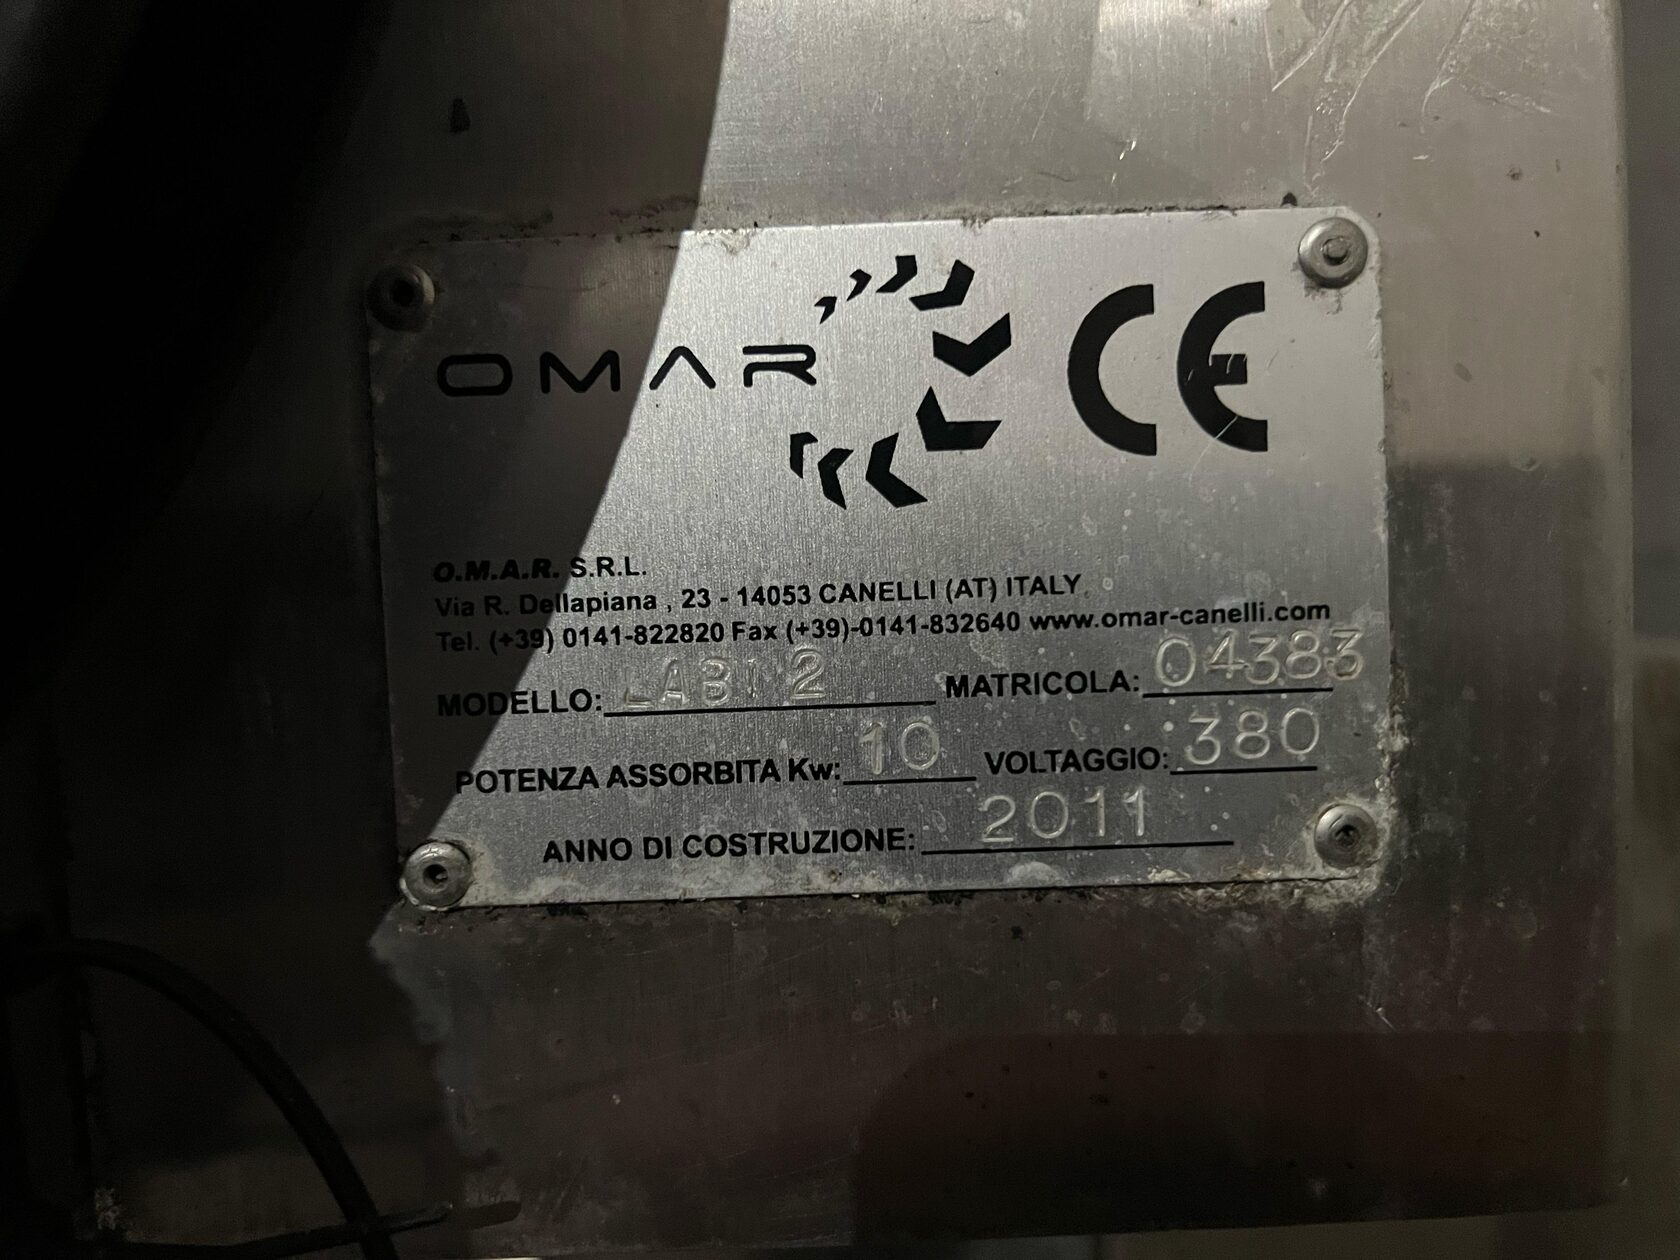 OMAR CE
O.M.A.R. S.R.L.
Via R. Dellapiana , 23 - 14053 CANELLI (AT) ITALY
Tel. (+39) 0141-822820 Fax (+39)-0141-832640 www.omar-canelli.com
MODELLO: LABI 2 MATRICOLA: 04383
POTENZA ASSORBITA Kw: 10 VOLTAGGIO: 380
ANNO DI COSTRUZIONE: 2011